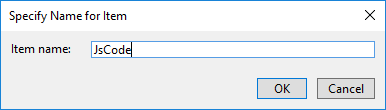 Specify Name for Item
Item name: JsCode
OK Cancel